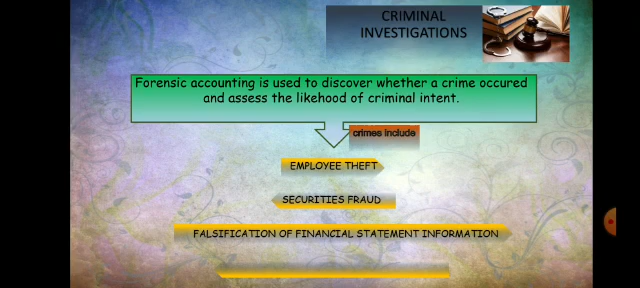 CRIMINAL
INVESTIGATIONS
Forensic accounting is used to discover whether a crime occured
and assess the likehood of criminal intent.
crimes include
EMPLOYEE THEFT
SECURITIES FRAUD
FALSIFICATION OF FINANCIAL STATEMENT INFORMATION